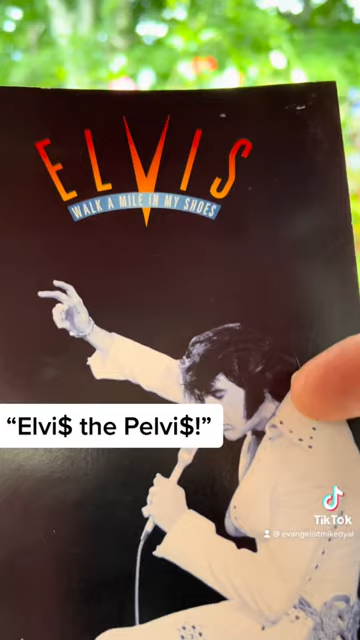 ELVIS
WALK A MILE IN MY SHOES
“Elvi$ the Pelvi$!”
TikTok
@evangelistmikedyal